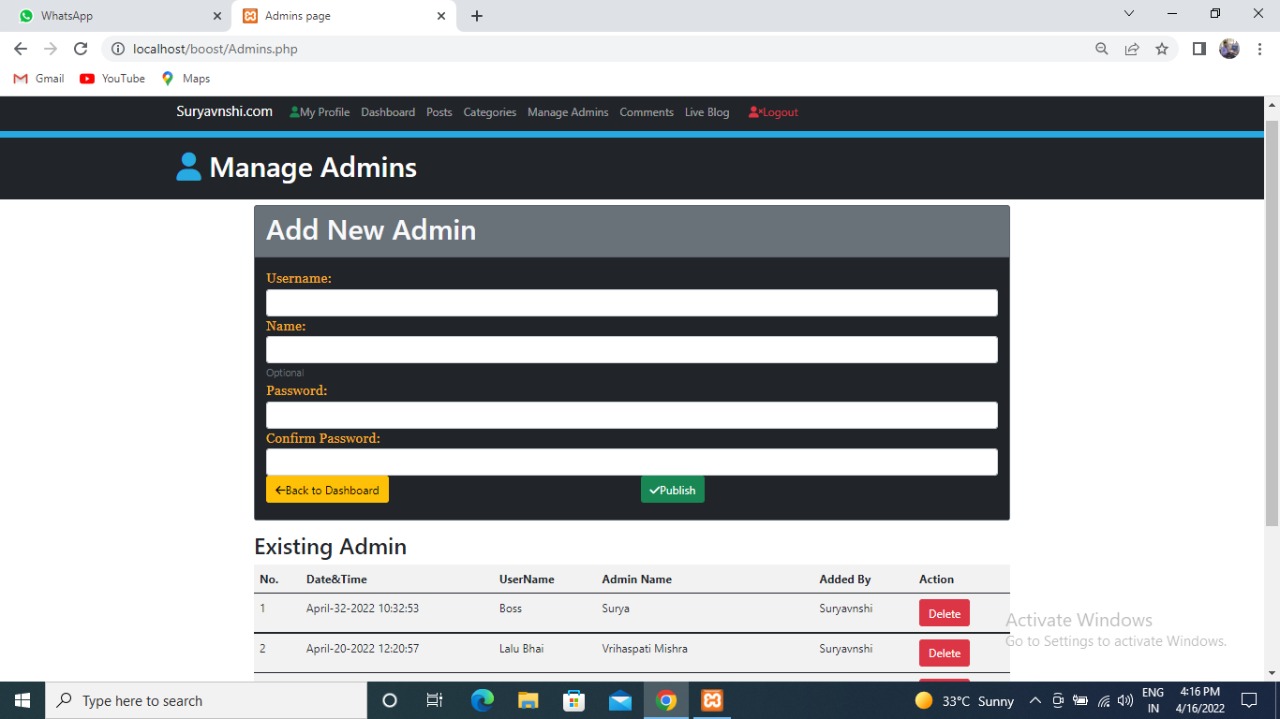 WhatsApp
Admins page
localhost/boost/Admins.php
Gmail YouTube Maps
Suryavnshi.com My Profile Dashboard Posts Categories Manage Admins Comments Live Blog Logout
Manage Admins
Add New Admin
Username:
Name:
Optional
Password:
Confirm Password:
Back to Dashboard Publish
Existing Admin
No. Date&Time UserName Admin Name Added By Action
1 April-32-2022 10:32:53 Boss Surya Suryavnshi Delete
2 April-20-2022 12:20:57 Lalu Bhai Vrihaspati Mishra Suryavnshi Delete
Activate Windows
Go to Settings to activate Windows.
Type here to search
33°C Sunny
ENG
IN
4:16 PM
4/16/2022